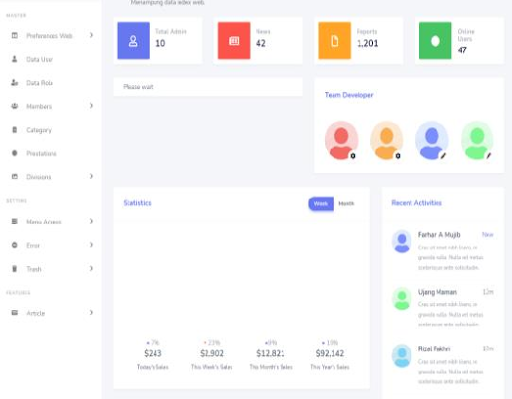 Menampung data index web.
MASTER
Preferences Web
Data User
Data Role
Members
Category
Prestations
Divisions
SETTING
Menu Access
Error
Trash
FEATURES
Article
Total Admin
10
News
42
Reports
1,201
Online
Users
47
Please wait
Team Developer
Statistics
Week
Month
7%
$243
Today's Sales
23%
$2,902
This Week's Sales
9%
$12,821
This Month's Sales
19%
$92,142
This Year's Sales
Recent Activities
Farhar A Mujib
Now
Cras sit amet nibh libero, in
gravida nulla. Nulla vel metus
scelerisque ante sollicitudin.
Ujang Maman
12m
Cras sit amet nibh libero, in
gravida nulla. Nulla vel metus
scelerisque ante sollicitudin.
Rizal Fakhri
Cras sit amet nibh libero, in
gravida nulla. Nulla vel metus
scelerisque ante sollicitudin.